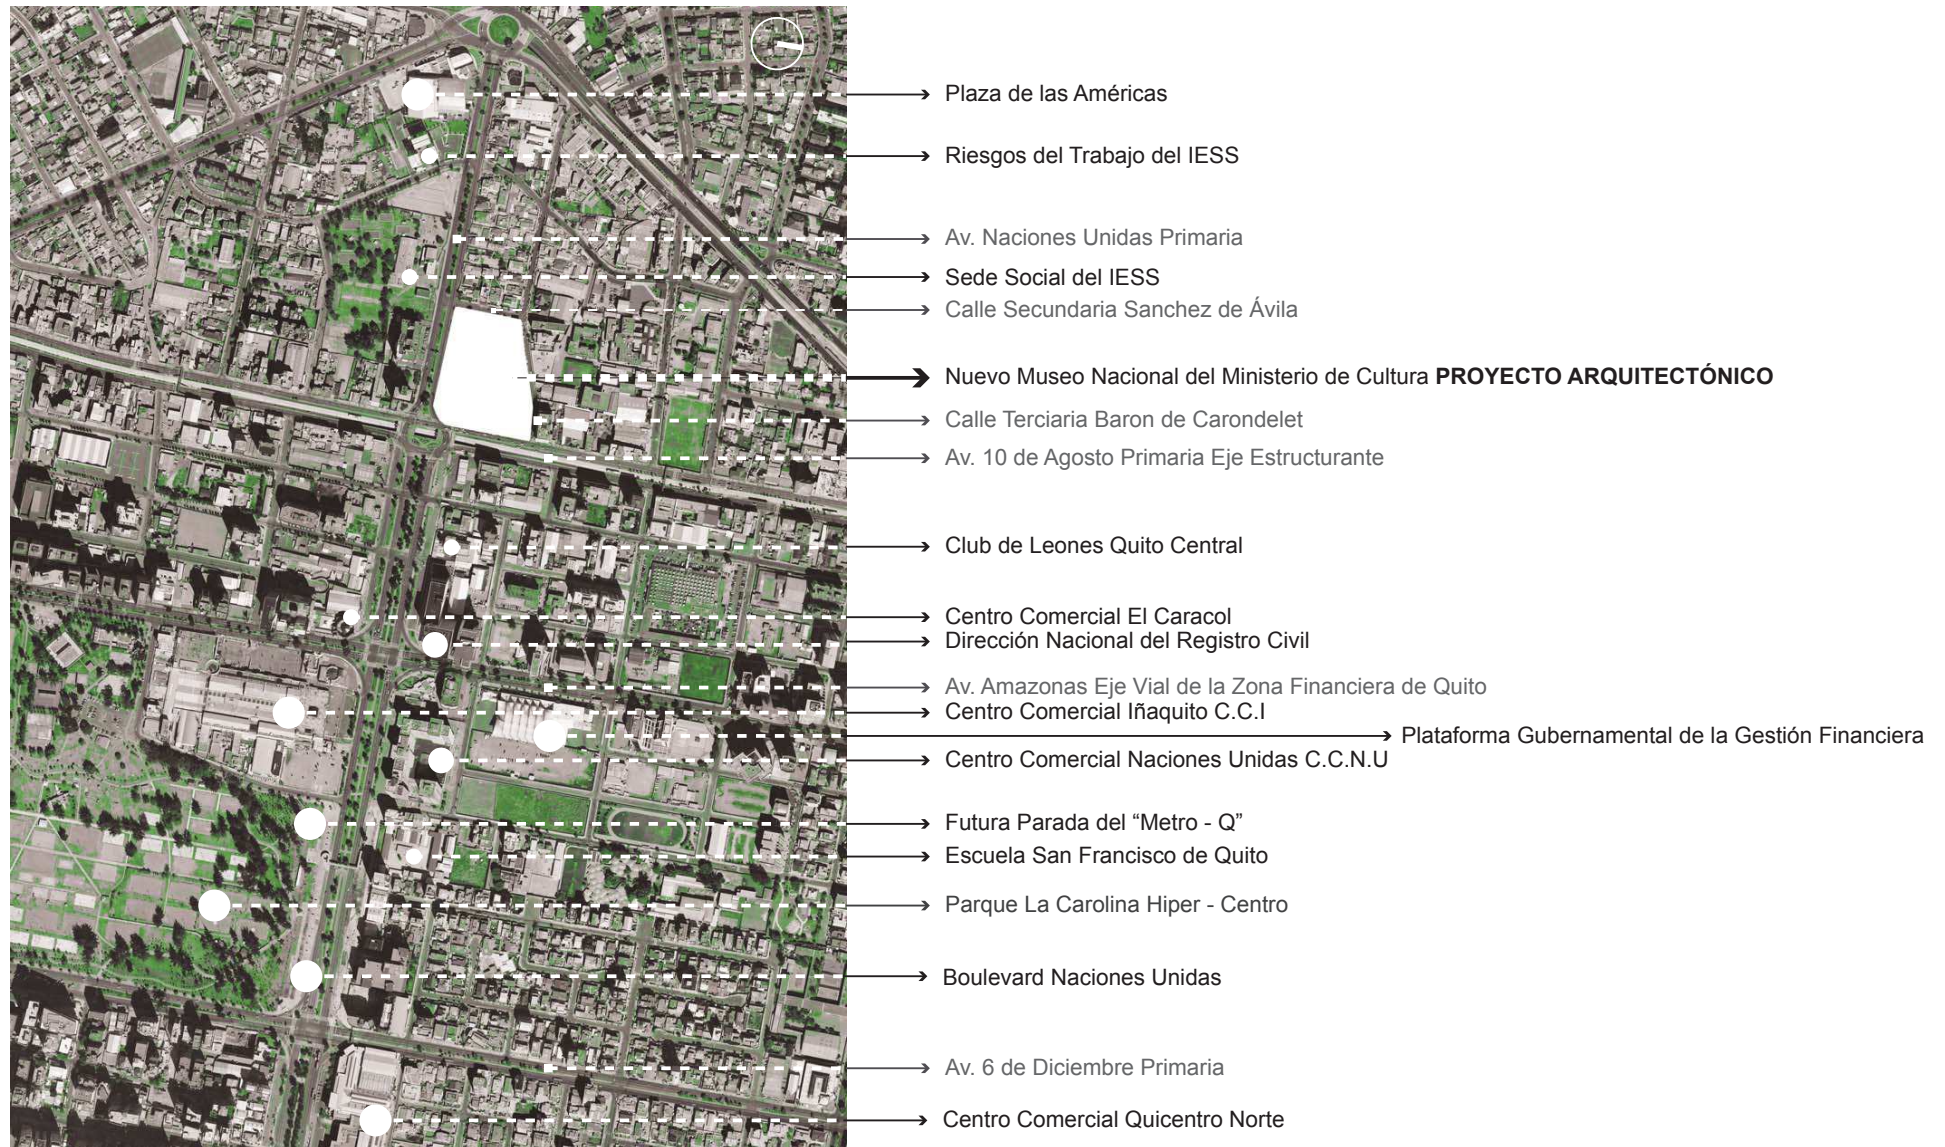 Plaza de las Américas
Riesgos del Trabajo del IESS
Av. Naciones Unidas Primaria
Sede Social del IESS
Calle Secundaria Sanchez de Ávila
Nuevo Museo Nacional del Ministerio de Cultura PROYECTO ARQUITECTÓNICO
Calle Terciaria Baron de Carondelet
Av. 10 de Agosto Primaria Eje Estructurante
Club de Leones Quito Central
Centro Comercial El Caracol
Dirección Nacional del Registro Civil
Av. Amazonas Eje Vial de la Zona Financiera de Quito
Centro Comercial Iñaquito C.C.I
Plataforma Gubernamental de la Gestión Financiera
Centro Comercial Naciones Unidas C.C.N.U
Futura Parada del “Metro - Q”
Escuela San Francisco de Quito
Parque La Carolina Hiper - Centro
Boulevard Naciones Unidas
Av. 6 de Diciembre Primaria
Centro Comercial Quicentro Norte